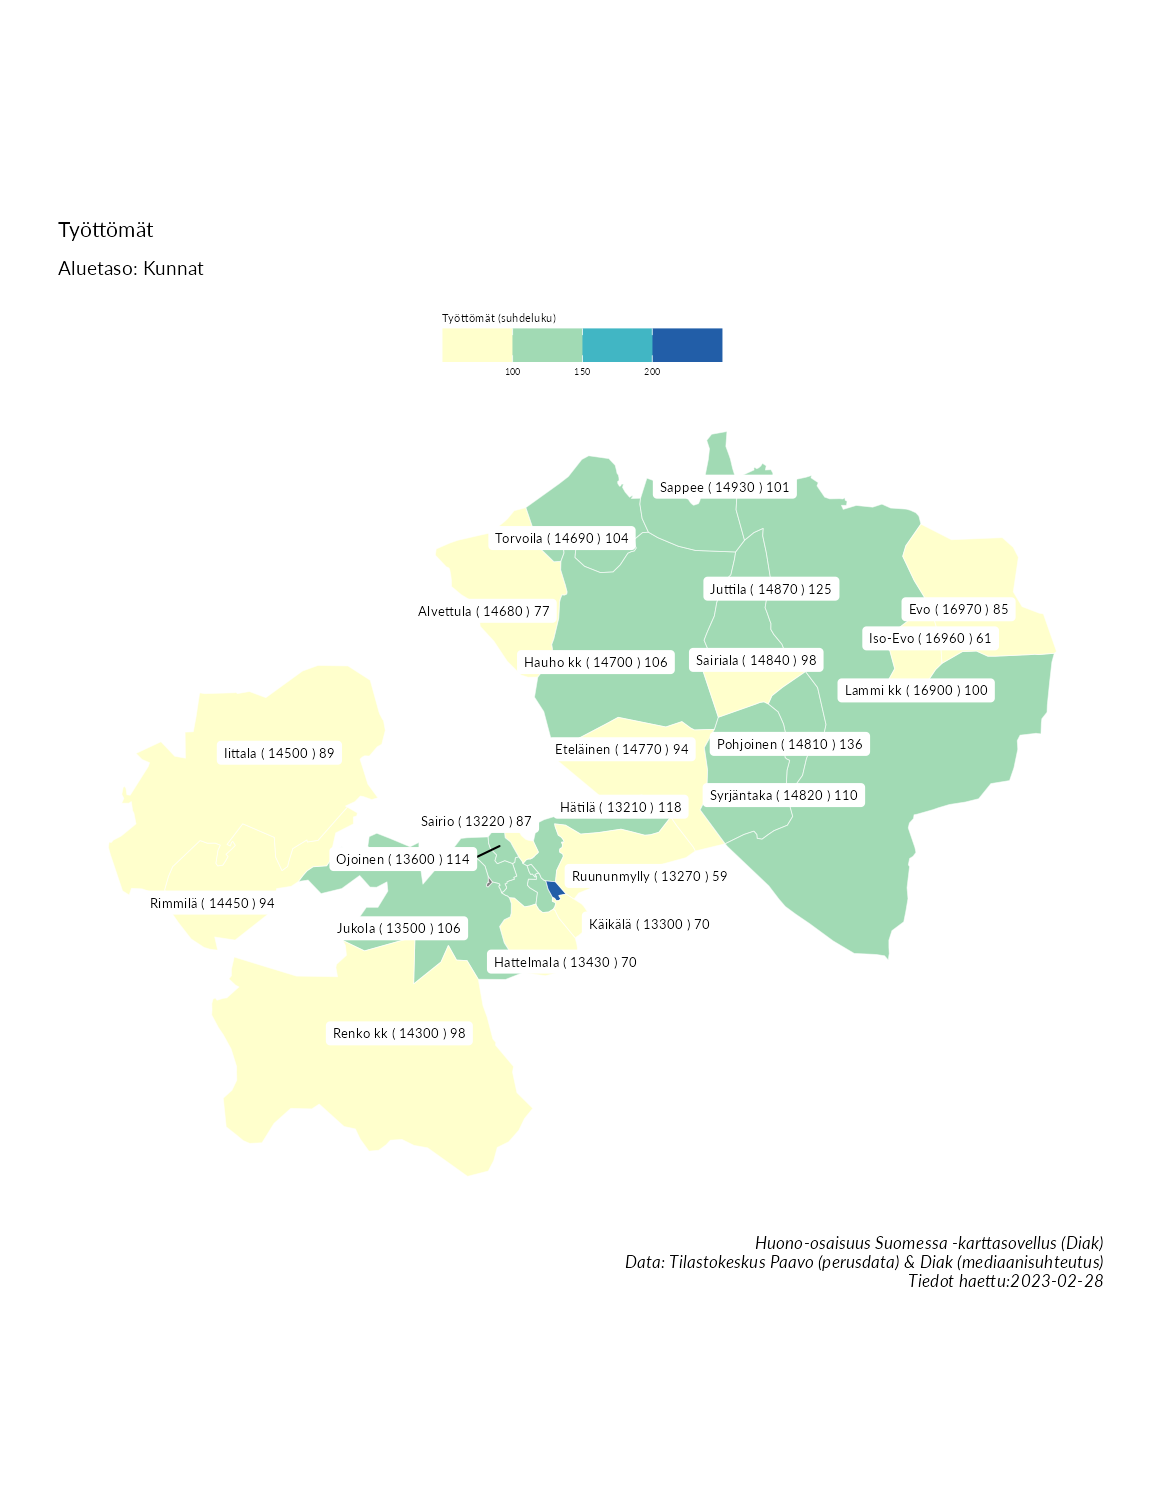 Työttömät
Aluetaso: Kunnat
Työttömät (suhdeluku)
100 150 200
Sappee ( 14930 ) 101
Torvoila ( 14690 ) 104
Juttila ( 14870 ) 125
Alvettula ( 14680 ) 77
Evo ( 16970 ) 85
Iso-Evo ( 16960 ) 61
Hauho kk ( 14700 ) 106
Sairiala ( 14840 ) 98
Lammi kk ( 16900 ) 100
Iittala ( 14500 ) 89
Eteläinen ( 14770 ) 94
Pohjoinen ( 14810 ) 136
Syrjäntaka ( 14820 ) 110
Hätilä ( 13210 ) 118
Sairio ( 13220 ) 87
Ojoinen ( 13600 ) 114
Ruununmylly ( 13270 ) 59
Rimmilä ( 14450 ) 94
Käikälä ( 13300 ) 70
Jukola ( 13500 ) 106
Hattelmala ( 13430 ) 70
Renko kk ( 14300 ) 98
Huono-osaisuus Suomessa -karttasovellus (Diak)
Data: Tilastokeskus Paavo (perusdata) & Diak (mediaanisuhteutus)
Tiedot haettu:2023-02-28